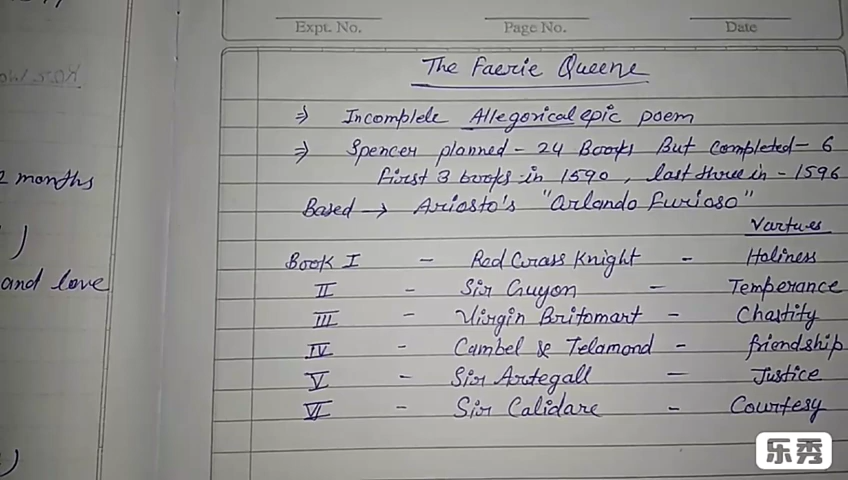 Expt. No. Page No. Date
The Faerie Queene
⇒ Incomplete Allegorical epic poem
⇒ Spencer planned - 24 Books But Completed - 6
first 3 books in 1590, last three in - 1596
Based → Ariosto's "Orlando Furioso"
Vartues
Book I - Red Cross Knight - Holiness
II - Sir Guyon - Temperance
III - Virgin Britomart - Chastity
IV - Cambel & Telamond - friendship
V - Sir Artegall - Justice
VI - Sir Calidare - Courtesy
2 months
)
and love
)
乐秀